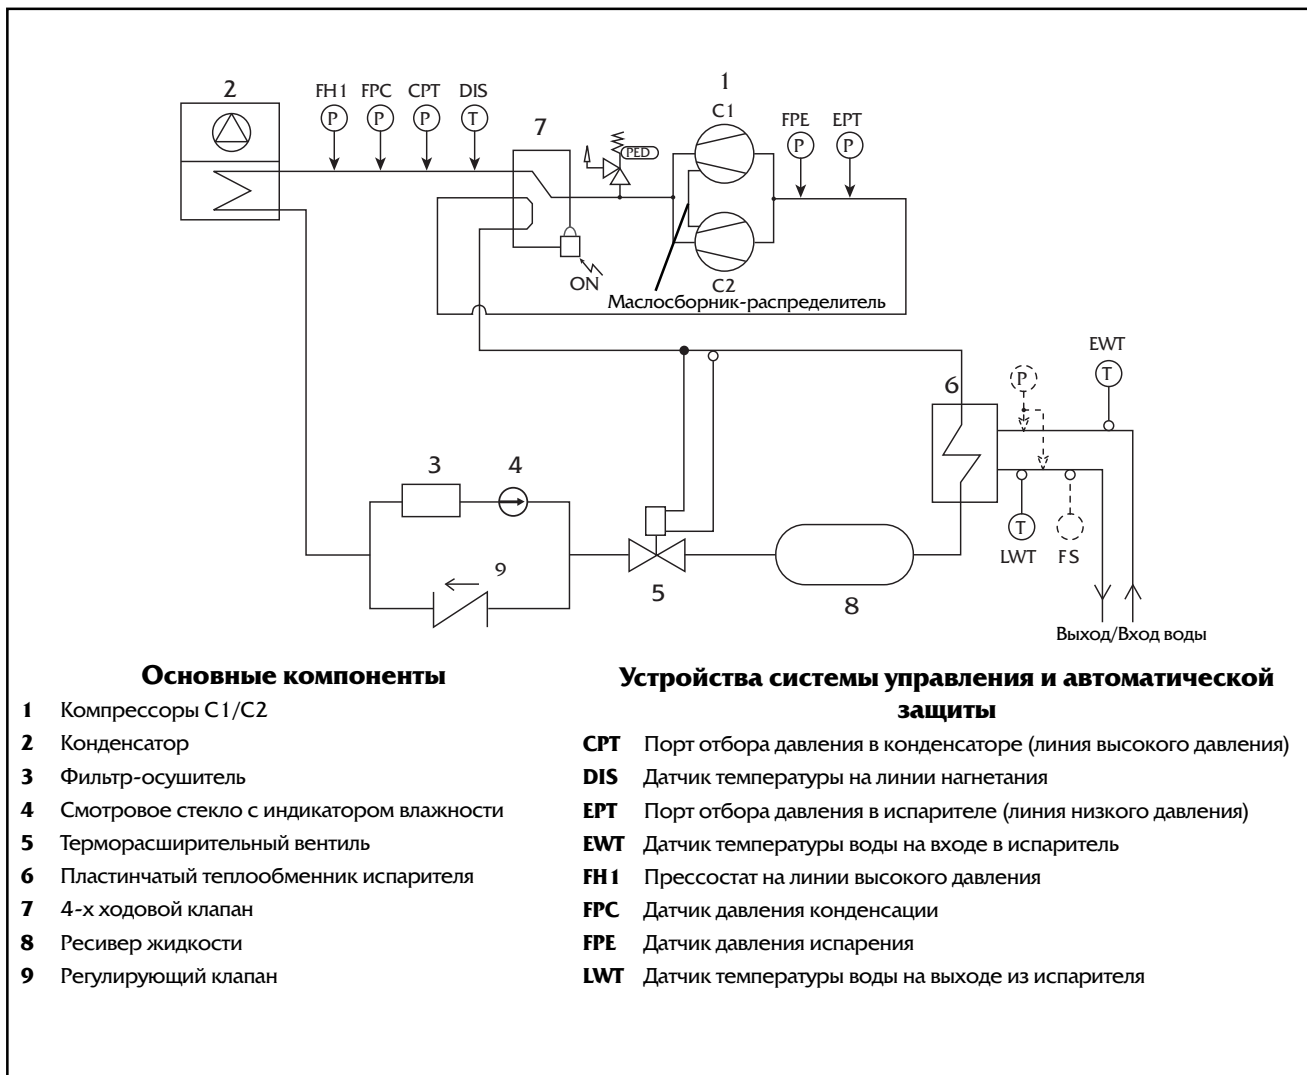 1
2
FH1 FPC CPT DIS
P P P T
7
C1
PED
FPE EPT
P P
ON
C2
Маслосборник-распределитель
EWT
T
P
6
3 4
9
5
8
T
LWT FS
Выход/Вход воды
Основные компоненты
1 Компрессоры C1/C2
2 Конденсатор
3 Фильтр-осушитель
4 Смотровое стекло с индикатором влажности
5 Терморасширительный вентиль
6 Пластинчатый теплообменник испарителя
7 4-х ходовой клапан
8 Ресивер жидкости
9 Регулирующий клапан
Устройства системы управления и автоматической
защиты
CPT Порт отбора давления в конденсаторе (линия высокого давления)
DIS Датчик температуры на линии нагнетания
EPT Порт отбора давления в испарителе (линия низкого давления)
EWT Датчик температуры воды на входе в испаритель
FH1 Прессостат на линии высокого давления
FPC Датчик давления конденсации
FPE Датчик давления испарения
LWT Датчик температуры воды на выходе из испарителя